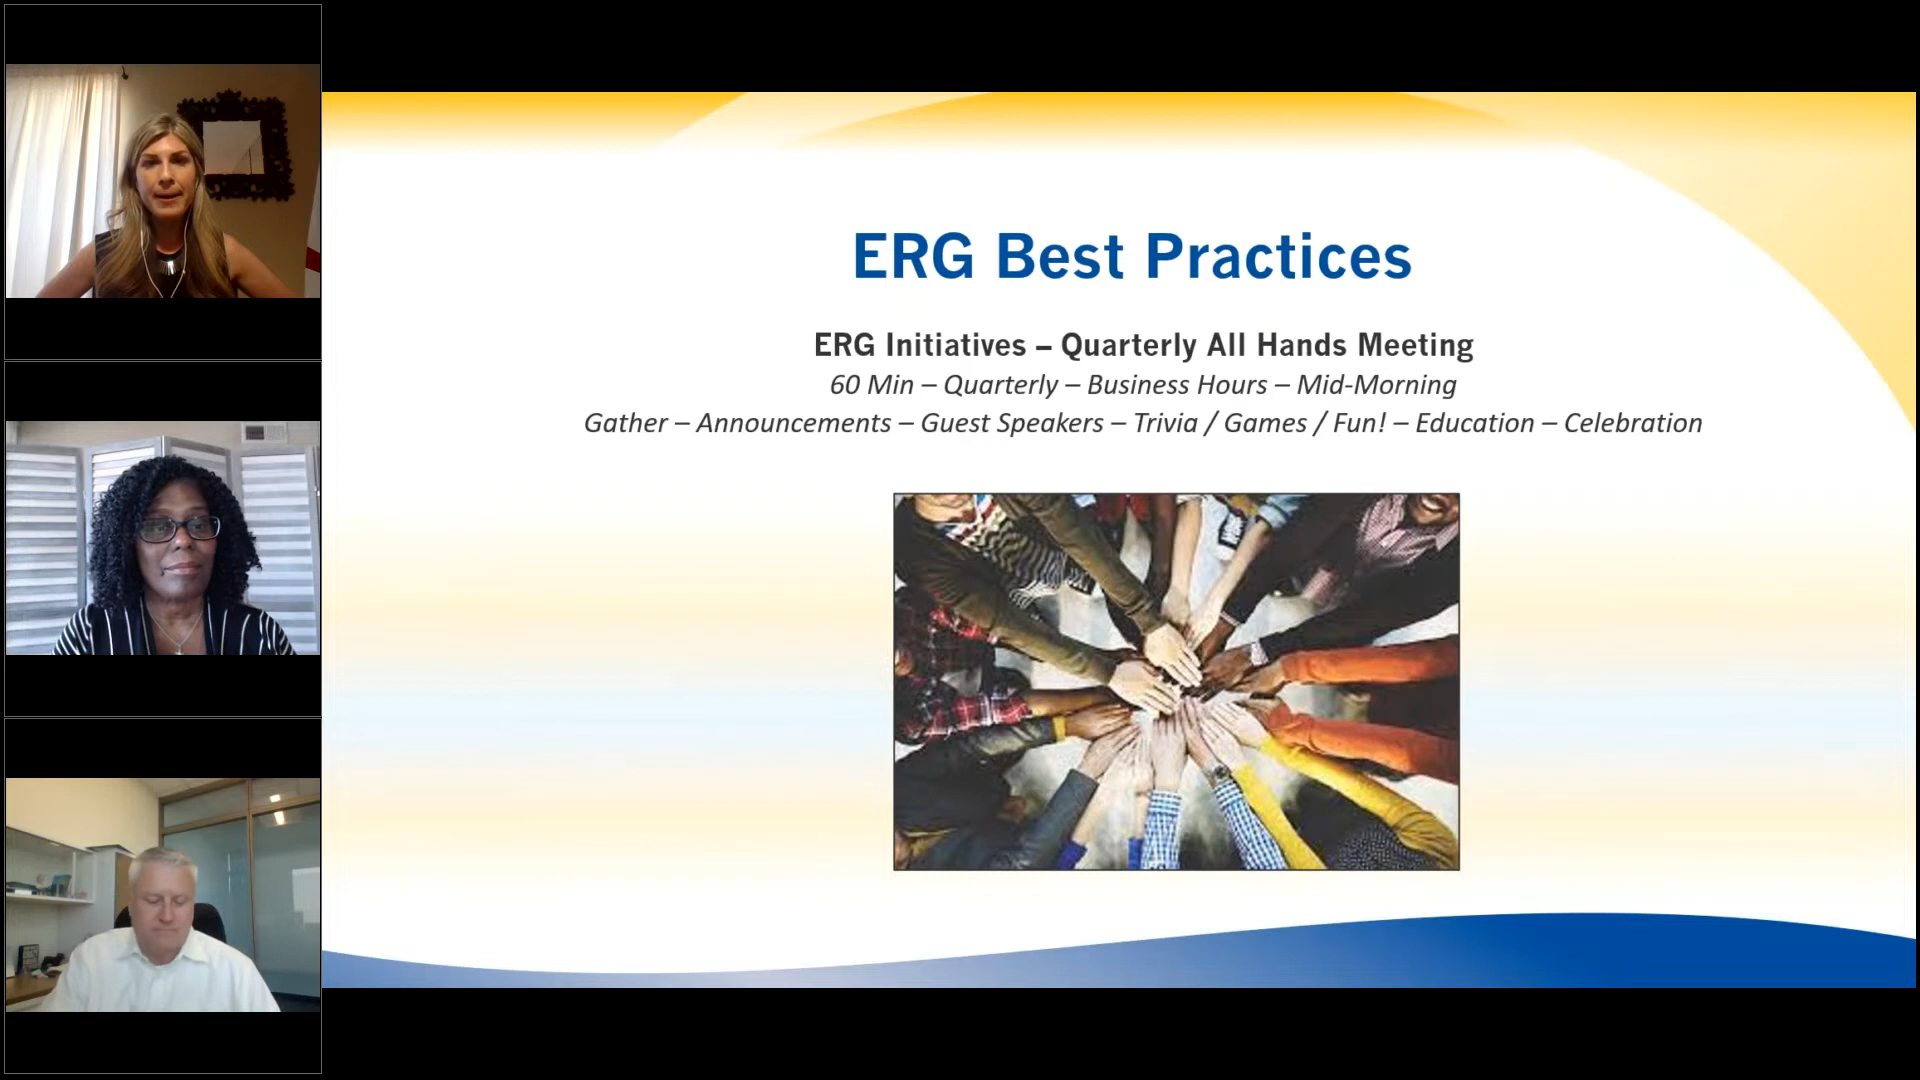 ERG Best Practices
ERG Initiatives – Quarterly All Hands Meeting
60 Min – Quarterly – Business Hours – Mid-Morning
Gather – Announcements – Guest Speakers – Trivia / Games / Fun! – Education – Celebration